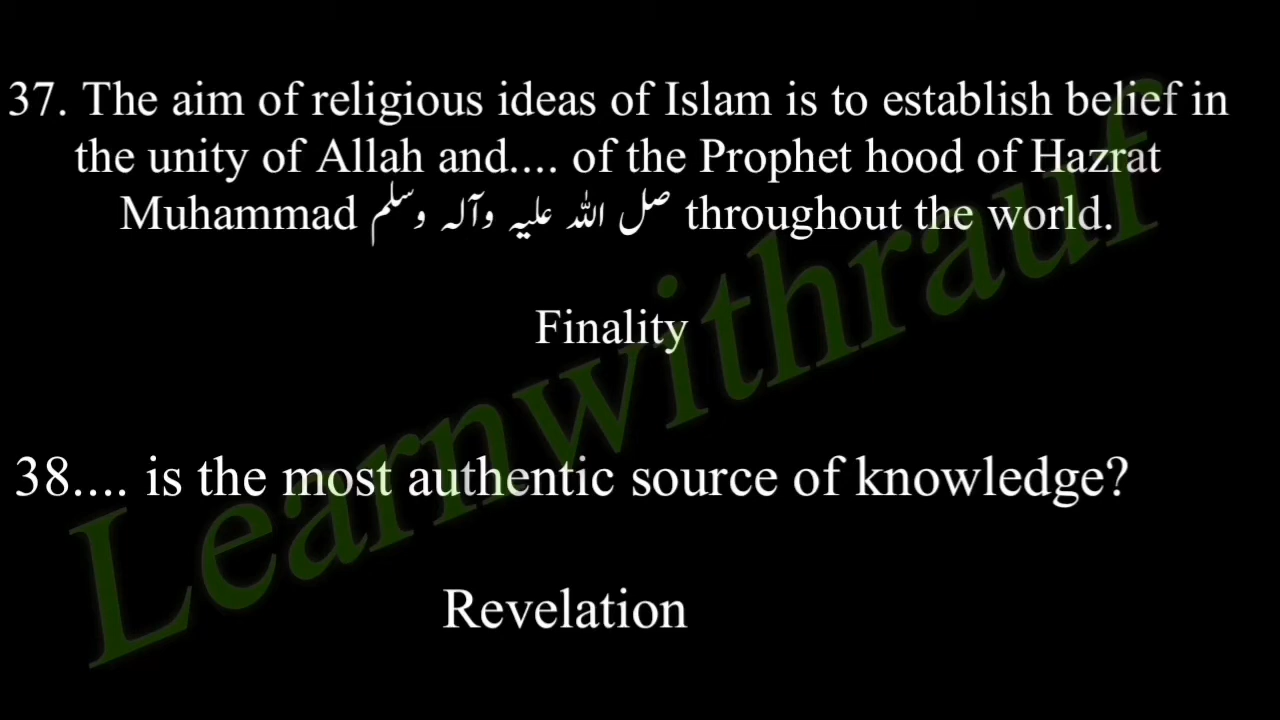 37. The aim of religious ideas of Islam is to establish belief in
the unity of Allah and.... of the Prophet hood of Hazrat
Muhammad صل اللہ علیہ وآلہ وسلم throughout the world.
Finality
38.... is the most authentic source of knowledge?
Revelation
Learnwithrauf